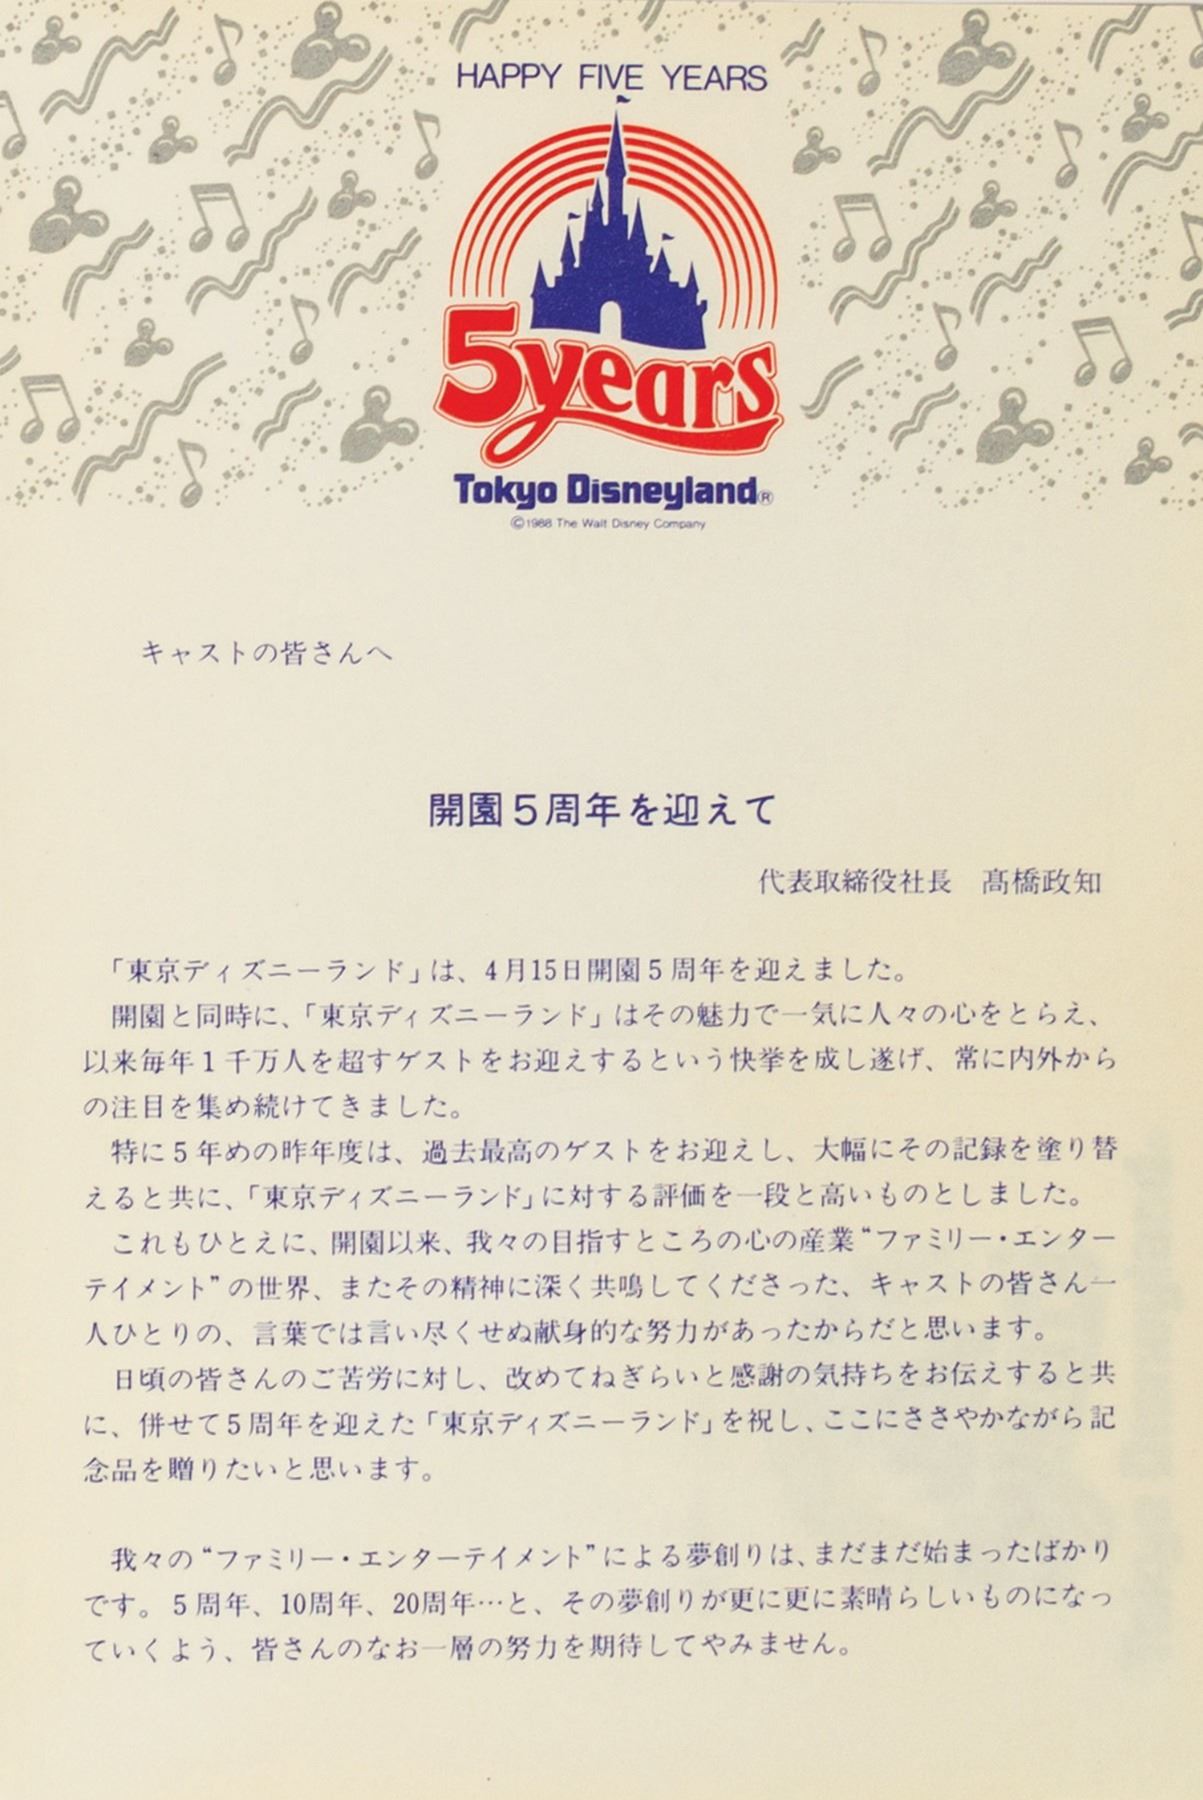 HAPPY FIVE YEARS
5years
Tokyo Disneyland®
©1988 The Walt Disney Company
キャストの皆さんへ
開園5周年を迎えて
代表取締役社長　髙橋政知
「東京ディズニーランド」は、4月15日開園5周年を迎えました。
開園と同時に、「東京ディズニーランド」はその魅力で一気に人々の心をとらえ、
以来毎年1千万人を超すゲストをお迎えするという快挙を成し遂げ、常に内外から
の注目を集め続けてきました。
特に5年めの昨年度は、過去最高のゲストをお迎えし、大幅にその記録を塗り替
えると共に、「東京ディズニーランド」に対する評価を一段と高いものとしました。
これもひとえに、開園以来、我々の目指すところの心の産業“ファミリー・エンター
テイメント”の世界、またその精神に深く共鳴してくださった、キャストの皆さん一
人ひとりの、言葉では言い尽くせぬ献身的な努力があったからだと思います。
日頃の皆さんのご苦労に対し、改めてねぎらいと感謝の気持ちをお伝えすると共
に、併せて5周年を迎えた「東京ディズニーランド」を祝し、ここにささやかながら記
念品を贈りたいと思います。
我々の“ファミリー・エンターテイメント”による夢創りは、まだまだ始まったばかり
です。5周年、10周年、20周年…と、その夢創りが更に更に素晴らしいものになっ
ていくよう、皆さんのなお一層の努力を期待してやみません。